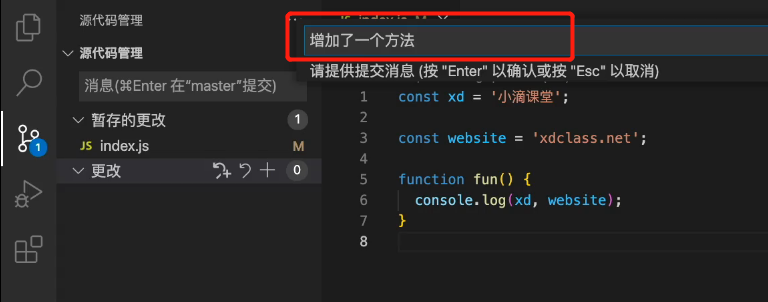 源代码管理
源代码管理
消息(⌘Enter 在“master”提交)
暂存的更改 1
JS index.js M
更改 0
1
增加了一个方法
请提供提交消息 (按 "Enter" 以确认或按 "Esc" 以取消)
1 const xd = '小滴课堂';
2
3 const website = 'xdclass.net';
4
5 function fun() {
6 console.log(xd, website);
7 }
8